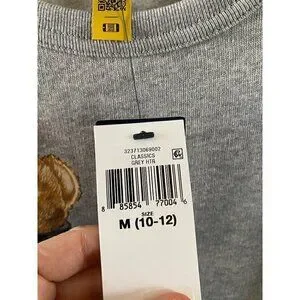 323713069002
CLASSICS
GREY HTR
8 85854 77004 6
SIZE
M (10-12)